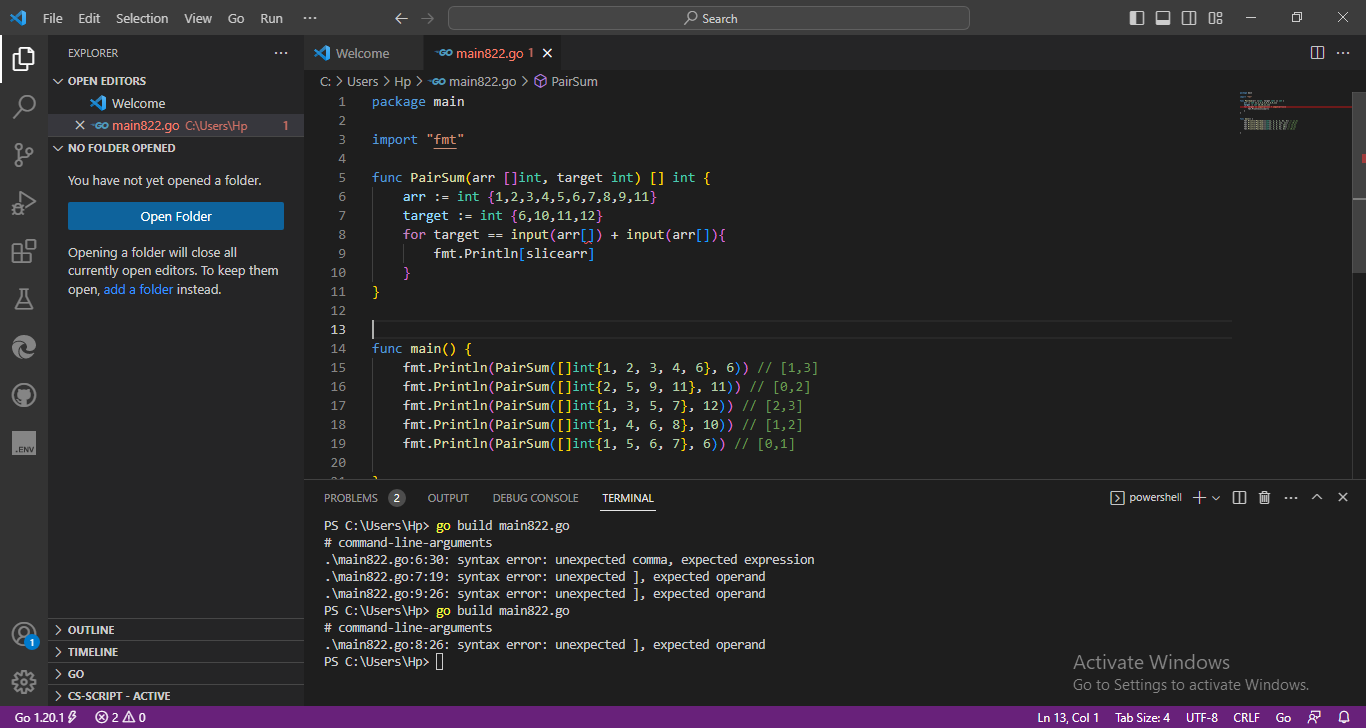 File Edit Selection View Go Run ··· Search
EXPLORER ···
OPEN EDITORS
Welcome
main822.go C:\Users\Hp 1
NO FOLDER OPENED
You have not yet opened a folder.
Open Folder
Opening a folder will close all
currently open editors. To keep them
open, add a folder instead.
OUTLINE
TIMELINE
GO
CS-SCRIPT - ACTIVE
.ENV
1
Welcome GO main822.go 1
C: > Users > Hp > GO main822.go > PairSum
1 package main
2
3 import "fmt"
4
5 func PairSum(arr []int, target int) [] int {
6 arr := int {1,2,3,4,5,6,7,8,9,11}
7 target := int {6,10,11,12}
8 for target == input(arr[]) + input(arr[]){
9 fmt.Println[slicearr]
10 }
11 }
12
13
14 func main() {
15 fmt.Println(PairSum([]int{1, 2, 3, 4, 6}, 6)) // [1,3]
16 fmt.Println(PairSum([]int{2, 5, 9, 11}, 11)) // [0,2]
17 fmt.Println(PairSum([]int{1, 3, 5, 7}, 12)) // [2,3]
18 fmt.Println(PairSum([]int{1, 4, 6, 8}, 10)) // [1,2]
19 fmt.Println(PairSum([]int{1, 5, 6, 7}, 6)) // [0,1]
20
PROBLEMS 2 OUTPUT DEBUG CONSOLE TERMINAL powershell
PS C:\Users\Hp> go build main822.go
# command-line-arguments
.\main822.go:6:30: syntax error: unexpected comma, expected expression
.\main822.go:7:19: syntax error: unexpected ], expected operand
.\main822.go:9:26: syntax error: unexpected ], expected operand
PS C:\Users\Hp> go build main822.go
# command-line-arguments
.\main822.go:8:26: syntax error: unexpected ], expected operand
PS C:\Users\Hp>
Activate Windows
Go to Settings to activate Windows.
Go 1.20.1 2 0 Ln 13, Col 1 Tab Size: 4 UTF-8 CRLF Go